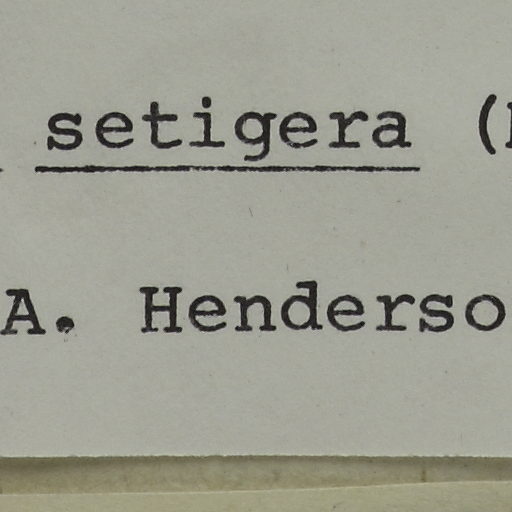 setigera (
A. Henderso